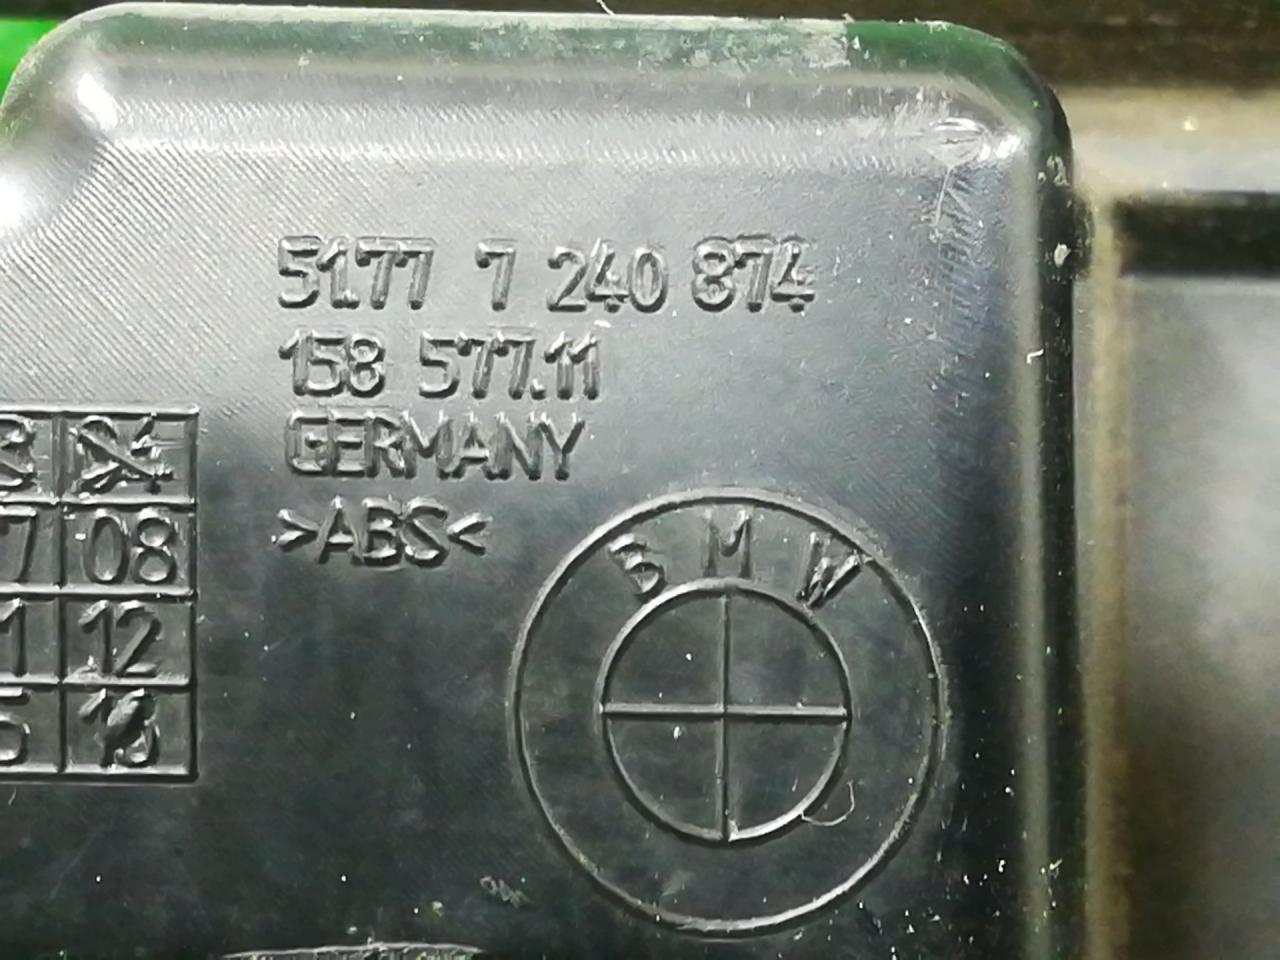 5177 7 240 874
158 577.11
GERMANY
>ABS<
BMW
08
12